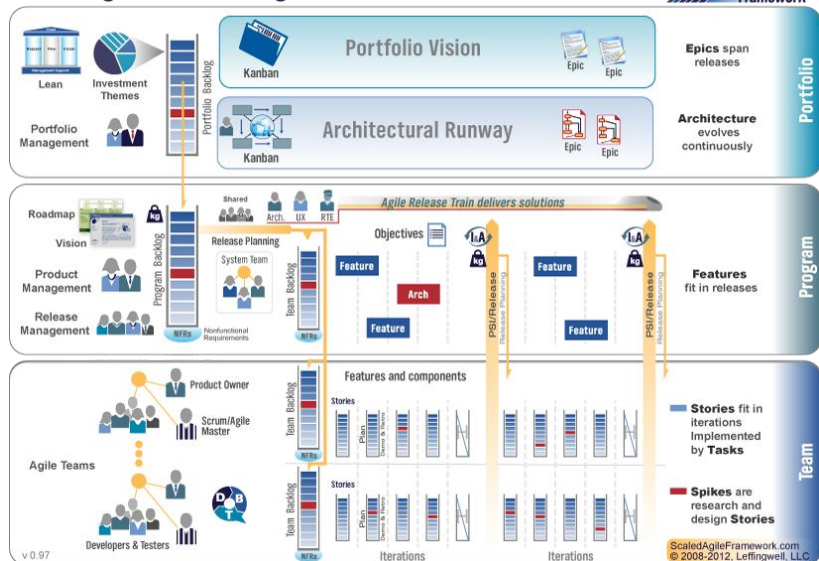 Framework
Lean
Investment
Themes
Portfolio
Management
Portfolio Backlog
Portfolio Vision
Kanban
Epic
Epic
Architectural Runway
Kanban
Epic
Epic
Epics span
releases
Architecture
evolves
continuously
Portfolio
Roadmap
Vision
Product
Management
Release
Management
kg
Program Backlog
NFRs
Nonfunctional
Requirements
Shared
Arch.
UX
RTE
Agile Release Train delivers solutions
Release Planning
System Team
Team Backlog
NFRs
Objectives
Feature
Arch
Feature
I&A
kg
PSI/Release
Release Planning
Feature
Feature
I&A
kg
PSI/Release
Release Planning
Features
fit in releases
Program
Agile Teams
Product Owner
Scrum/Agile
Master
Developers & Testers
D B T
Team Backlog
NFRs
Features and components
Stories
Plan
Demo & Retro
H
H
Team Backlog
NFRs
Stories
Plan
Demo & Retro
H
H
Iterations
Iterations
Stories fit in
iterations
Implemented
by Tasks
Spikes are
research and
design Stories
Team
v 0.97
ScaledAgileFramework.com
© 2008-2012, Leffingwell, LLC